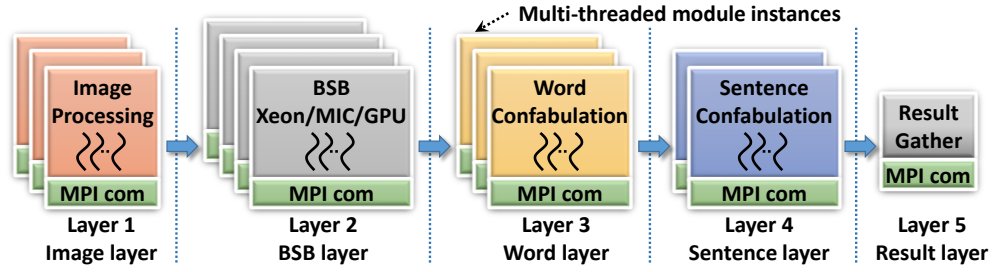 Multi-threaded module instances
Image
Processing
MPI com
Layer 1
Image layer
BSB
Xeon/MIC/GPU
MPI com
Layer 2
BSB layer
Word
Confabulation
MPI com
Layer 3
Word layer
Sentence
Confabulation
MPI com
Layer 4
Sentence layer
Result
Gather
MPI com
Layer 5
Result layer